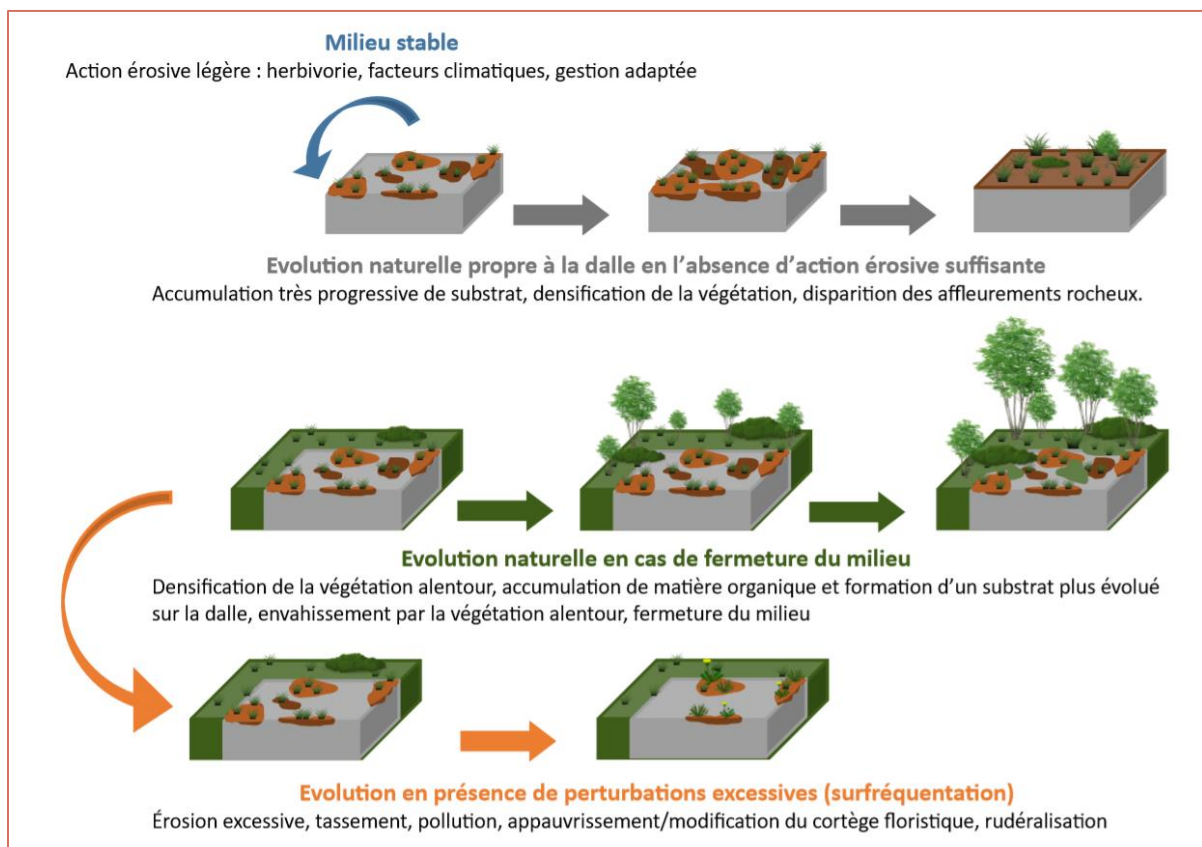 Milieu stable
Action érosive légère : herbivorie, facteurs climatiques, gestion adaptée
Evolution naturelle propre à la dalle en l’absence d’action érosive suffisante
Accumulation très progressive de substrat, densification de la végétation, disparition des affleurements rocheux.
Evolution naturelle en cas de fermeture du milieu
Densification de la végétation alentour, accumulation de matière organique et formation d’un substrat plus évolué
sur la dalle, envahissement par la végétation alentour, fermeture du milieu
Evolution en présence de perturbations excessives (surfréquentation)
Érosion excessive, tassement, pollution, appauvrissement/modification du cortège floristique, rudéralisation